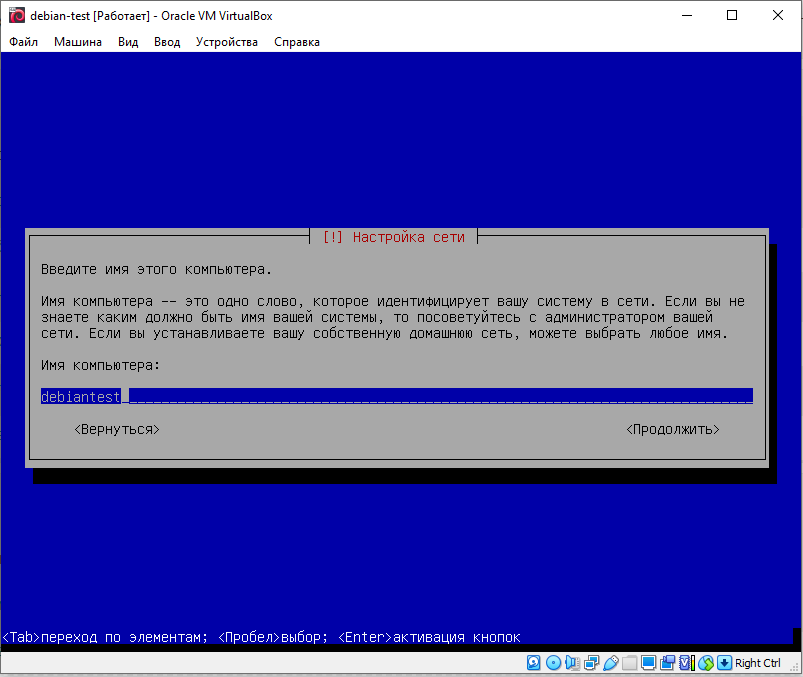 debian-test [Работает] - Oracle VM VirtualBox
Файл Машина Вид Ввод Устройства Справка
[!] Настройка сети
Введите имя этого компьютера.
Имя компьютера -- это одно слово, которое идентифицирует вашу систему в сети. Если вы не
знаете каким должно быть имя вашей системы, то посоветуйтесь с администратором вашей
сети. Если вы устанавливаете вашу собственную домашнюю сеть, можете выбрать любое имя.
Имя компьютера:
debiantest
<Вернуться> <Продолжить>
<Tab>переход по элементам; <Пробел>выбор; <Enter>активация кнопок
Right Ctrl